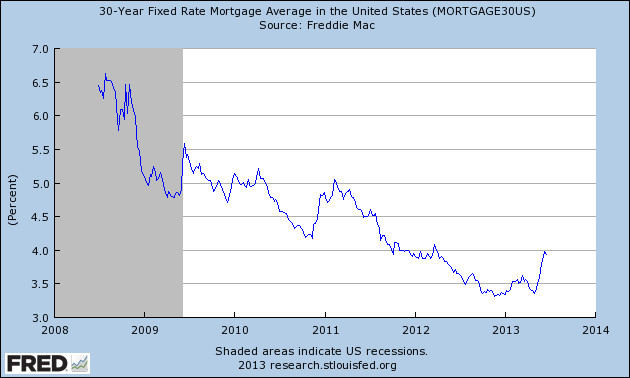 30-Year Fixed Rate Mortgage Average in the United States (MORTGAGE30US)
Source: Freddie Mac
7.0
6.5
6.0
5.5
5.0
4.5
4.0
3.5
3.0
(Percent)
2008 2009 2010 2011 2012 2013 2014
Shaded areas indicate US recessions.
2013 research.stlouisfed.org
FRED